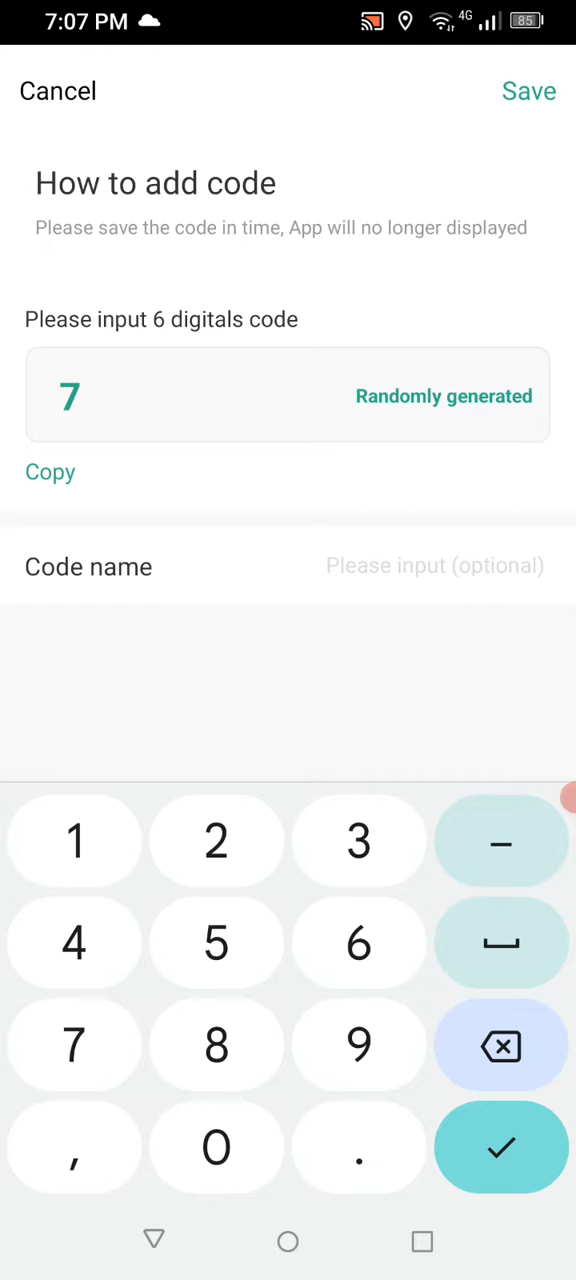 7:07 PM 4G 85
Cancel Save
How to add code
Please save the code in time, App will no longer displayed
Please input 6 digitals code
7 Randomly generated
Copy
Code name Please input (optional)
1 2 3 –
4 5 6
7 8 9
, 0 .